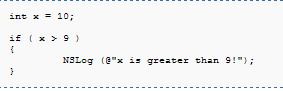 int x = 10;
if ( x > 9 )
{
NSLog (@"x is greater than 9!");
}